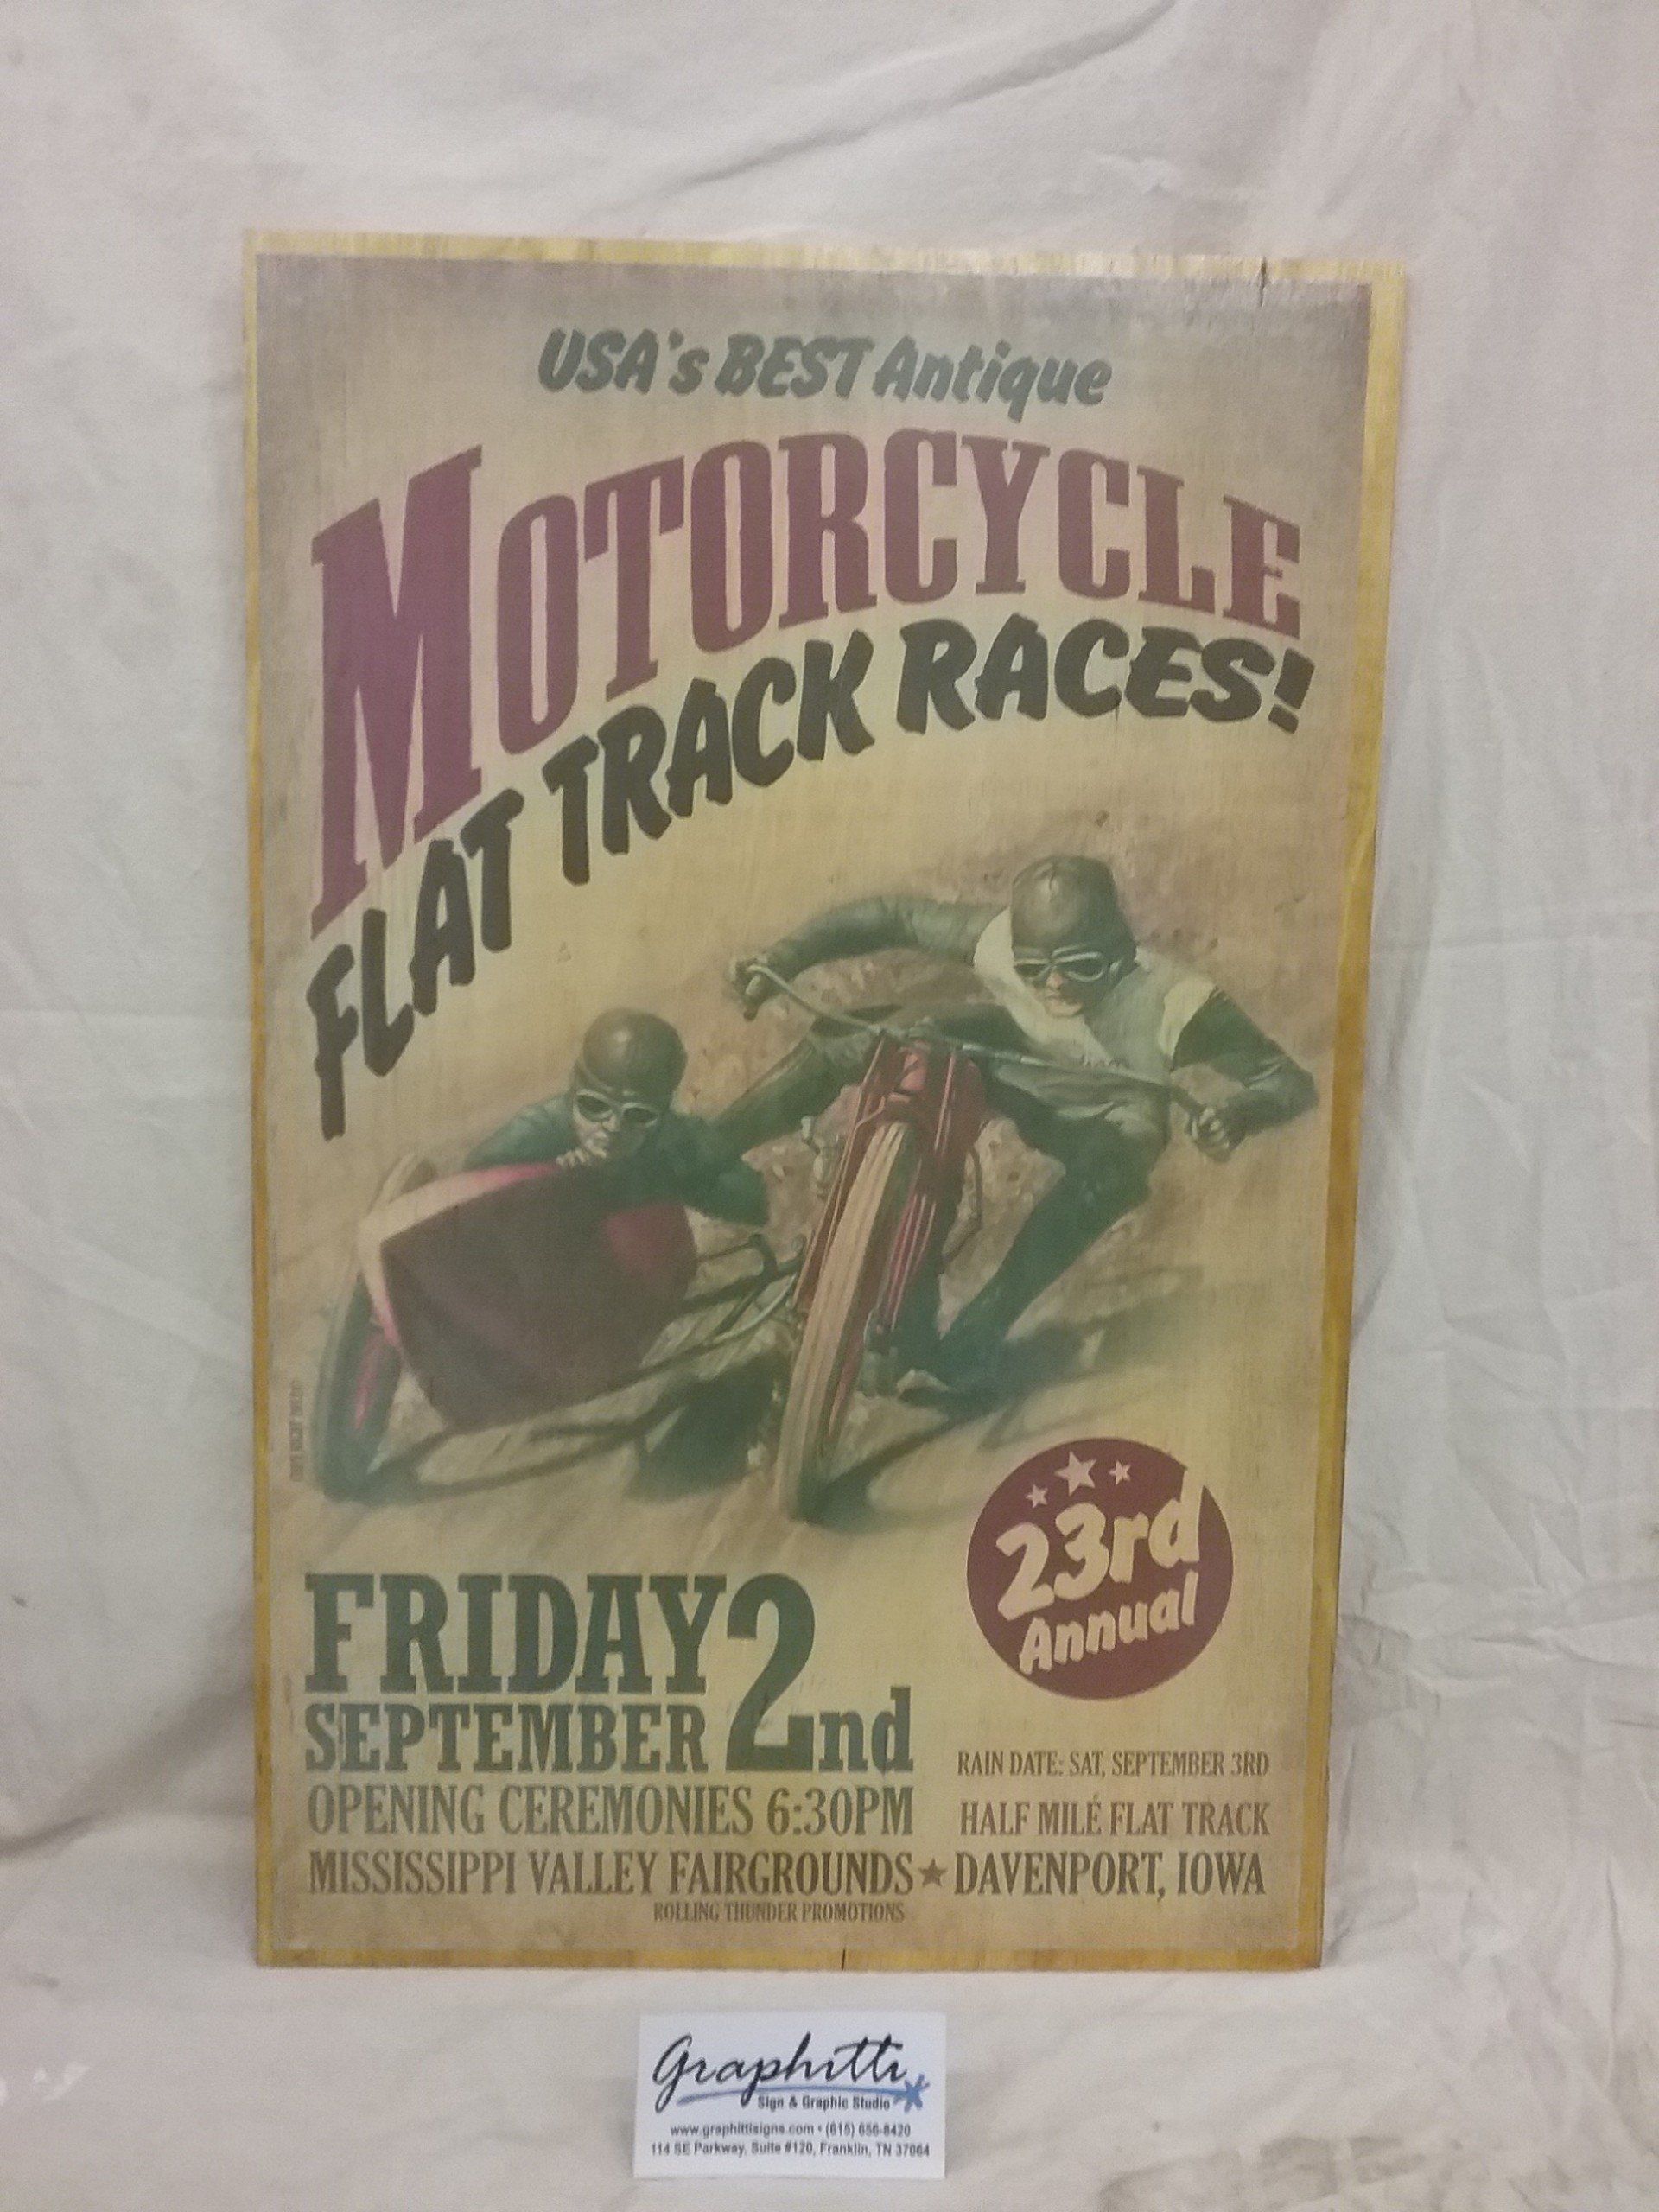 USA's BEST Antique
MOTORCYCLE
FLAT TRACK RACES!
23rd
Annual
FRIDAY
SEPTEMBER 2nd
OPENING CEREMONIES 6:30PM
RAIN DATE: SAT, SEPTEMBER 3RD
HALF MILÉ FLAT TRACK
MISSISSIPPI VALLEY FAIRGROUNDS★DAVENPORT, IOWA
ROLLING THUNDER PROMOTIONS
Graphitti
Sign & Graphic Studio
www.graphittisigns.com • (615) 656-8420
114 SE Parkway, Suite #120, Franklin, TN 37064